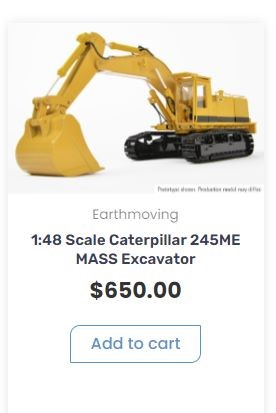 Prototype shown. Production model may differ
Earthmoving
1:48 Scale Caterpillar 245ME
MASS Excavator
$650.00
Add to cart